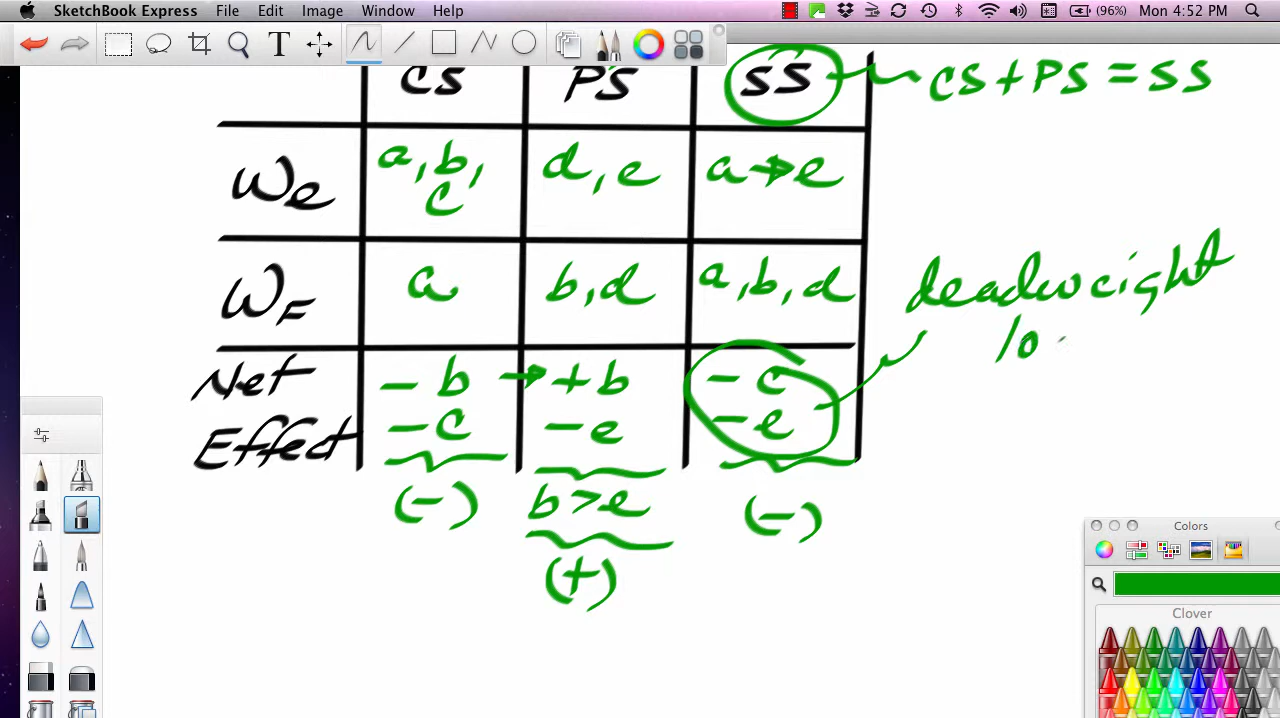 SketchBook Express File Edit Image Window Help (96%) Mon 4:52 PM
T
CS PS SS CS + PS = SS
We a, b, c d, e a → e
WF a b, d a, b, d
deadweight
lo
Net - b → + b - c
Effect - c - e - e
(-) b > e (-)
(+)
Colors
Clover